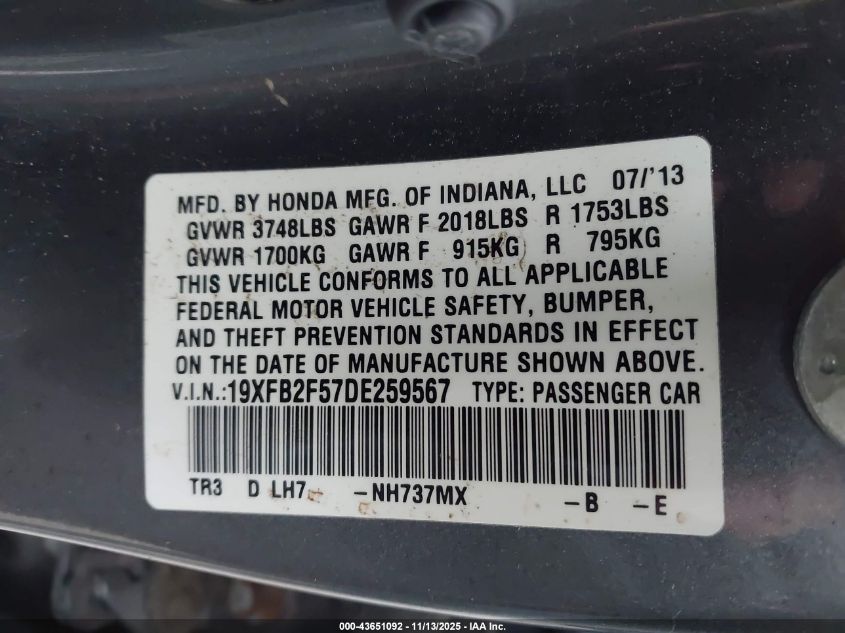 MFD. BY HONDA MFG. OF INDIANA, LLC 07/'13
GVWR 3748LBS GAWR F 2018LBS R 1753LBS
GVWR 1700KG GAWR F 915KG R 795KG
THIS VEHICLE CONFORMS TO ALL APPLICABLE
FEDERAL MOTOR VEHICLE SAFETY, BUMPER,
AND THEFT PREVENTION STANDARDS IN EFFECT
ON THE DATE OF MANUFACTURE SHOWN ABOVE.
V.I.N.:19XFB2F57DE259567 TYPE: PASSENGER CAR
TR3 D LH7 -NH737MX -B -E
000-43651092 - 11/13/2025 - © IAA, Inc. All Rights Reserved